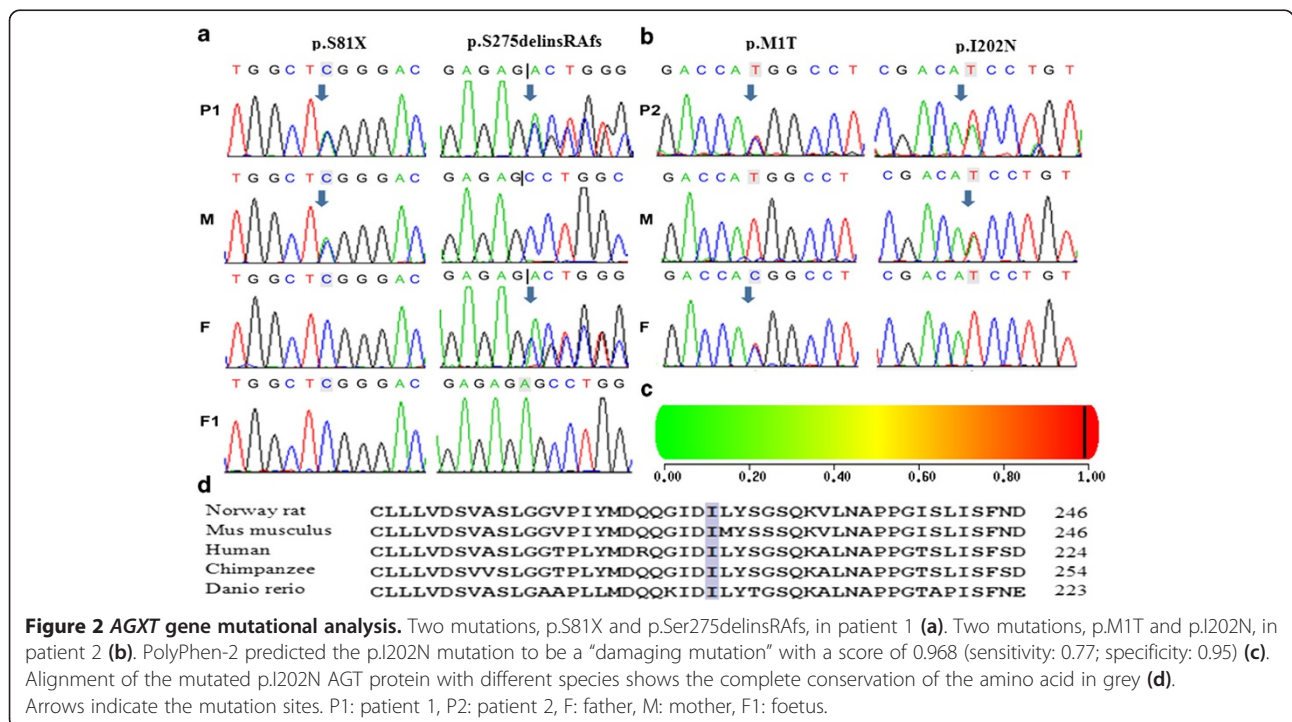 a
p.S81X
p.S275delinsRAfs
b
p.M1T
p.I202N
T G G C T C G G G A C
G A G A G|A C T G G G
G A C C A T G G C C T
C G A C A T C C T G T
P1
P2
T G G C T C G G G A C
G A G A G|C C T G G C
G A C C A T G G C C T
C G A C A T C C T G T
M
M
T G G C T C G G G A C
G A G A G|A C T G G G
G A C C A C G G C C T
C G A C A T C C T G T
F
F
T G G C T C G G G A C
G A G A G A G C C T G G
c
F1
0.00 0.20 0.40 0.60 0.80 1.00
d
Norway rat CLLLVDSVASLGGVPIYMDQQGIDILYSGSQKVLNAPPGISLISFND 246
Mus musculus CLLLVDSVASLGGVPIYMDQQGIDIMYSSSQKVLNAPPGISLISFND 246
Human CLLLVDSVASLGGTPLYMDRQGIDILYSGSQKALNAPPGTSLISFSD 224
Chimpanzee CLLLVDSVVSLGGTPLYMDQQGIDILYSGSQKALNAPPGTSLISFSD 254
Danio rerio CLLLVDSVASLGAAPLLMDQQKIDILYTGSQKALNAPPGTAPISFNE 223
Figure 2 AGXT gene mutational analysis. Two mutations, p.S81X and p.Ser275delinsRAfs, in patient 1 (a). Two mutations, p.M1T and p.I202N, in
patient 2 (b). PolyPhen-2 predicted the p.I202N mutation to be a “damaging mutation” with a score of 0.968 (sensitivity: 0.77; specificity: 0.95) (c).
Alignment of the mutated p.I202N AGT protein with different species shows the complete conservation of the amino acid in grey (d).
Arrows indicate the mutation sites. P1: patient 1, P2: patient 2, F: father, M: mother, F1: foetus.